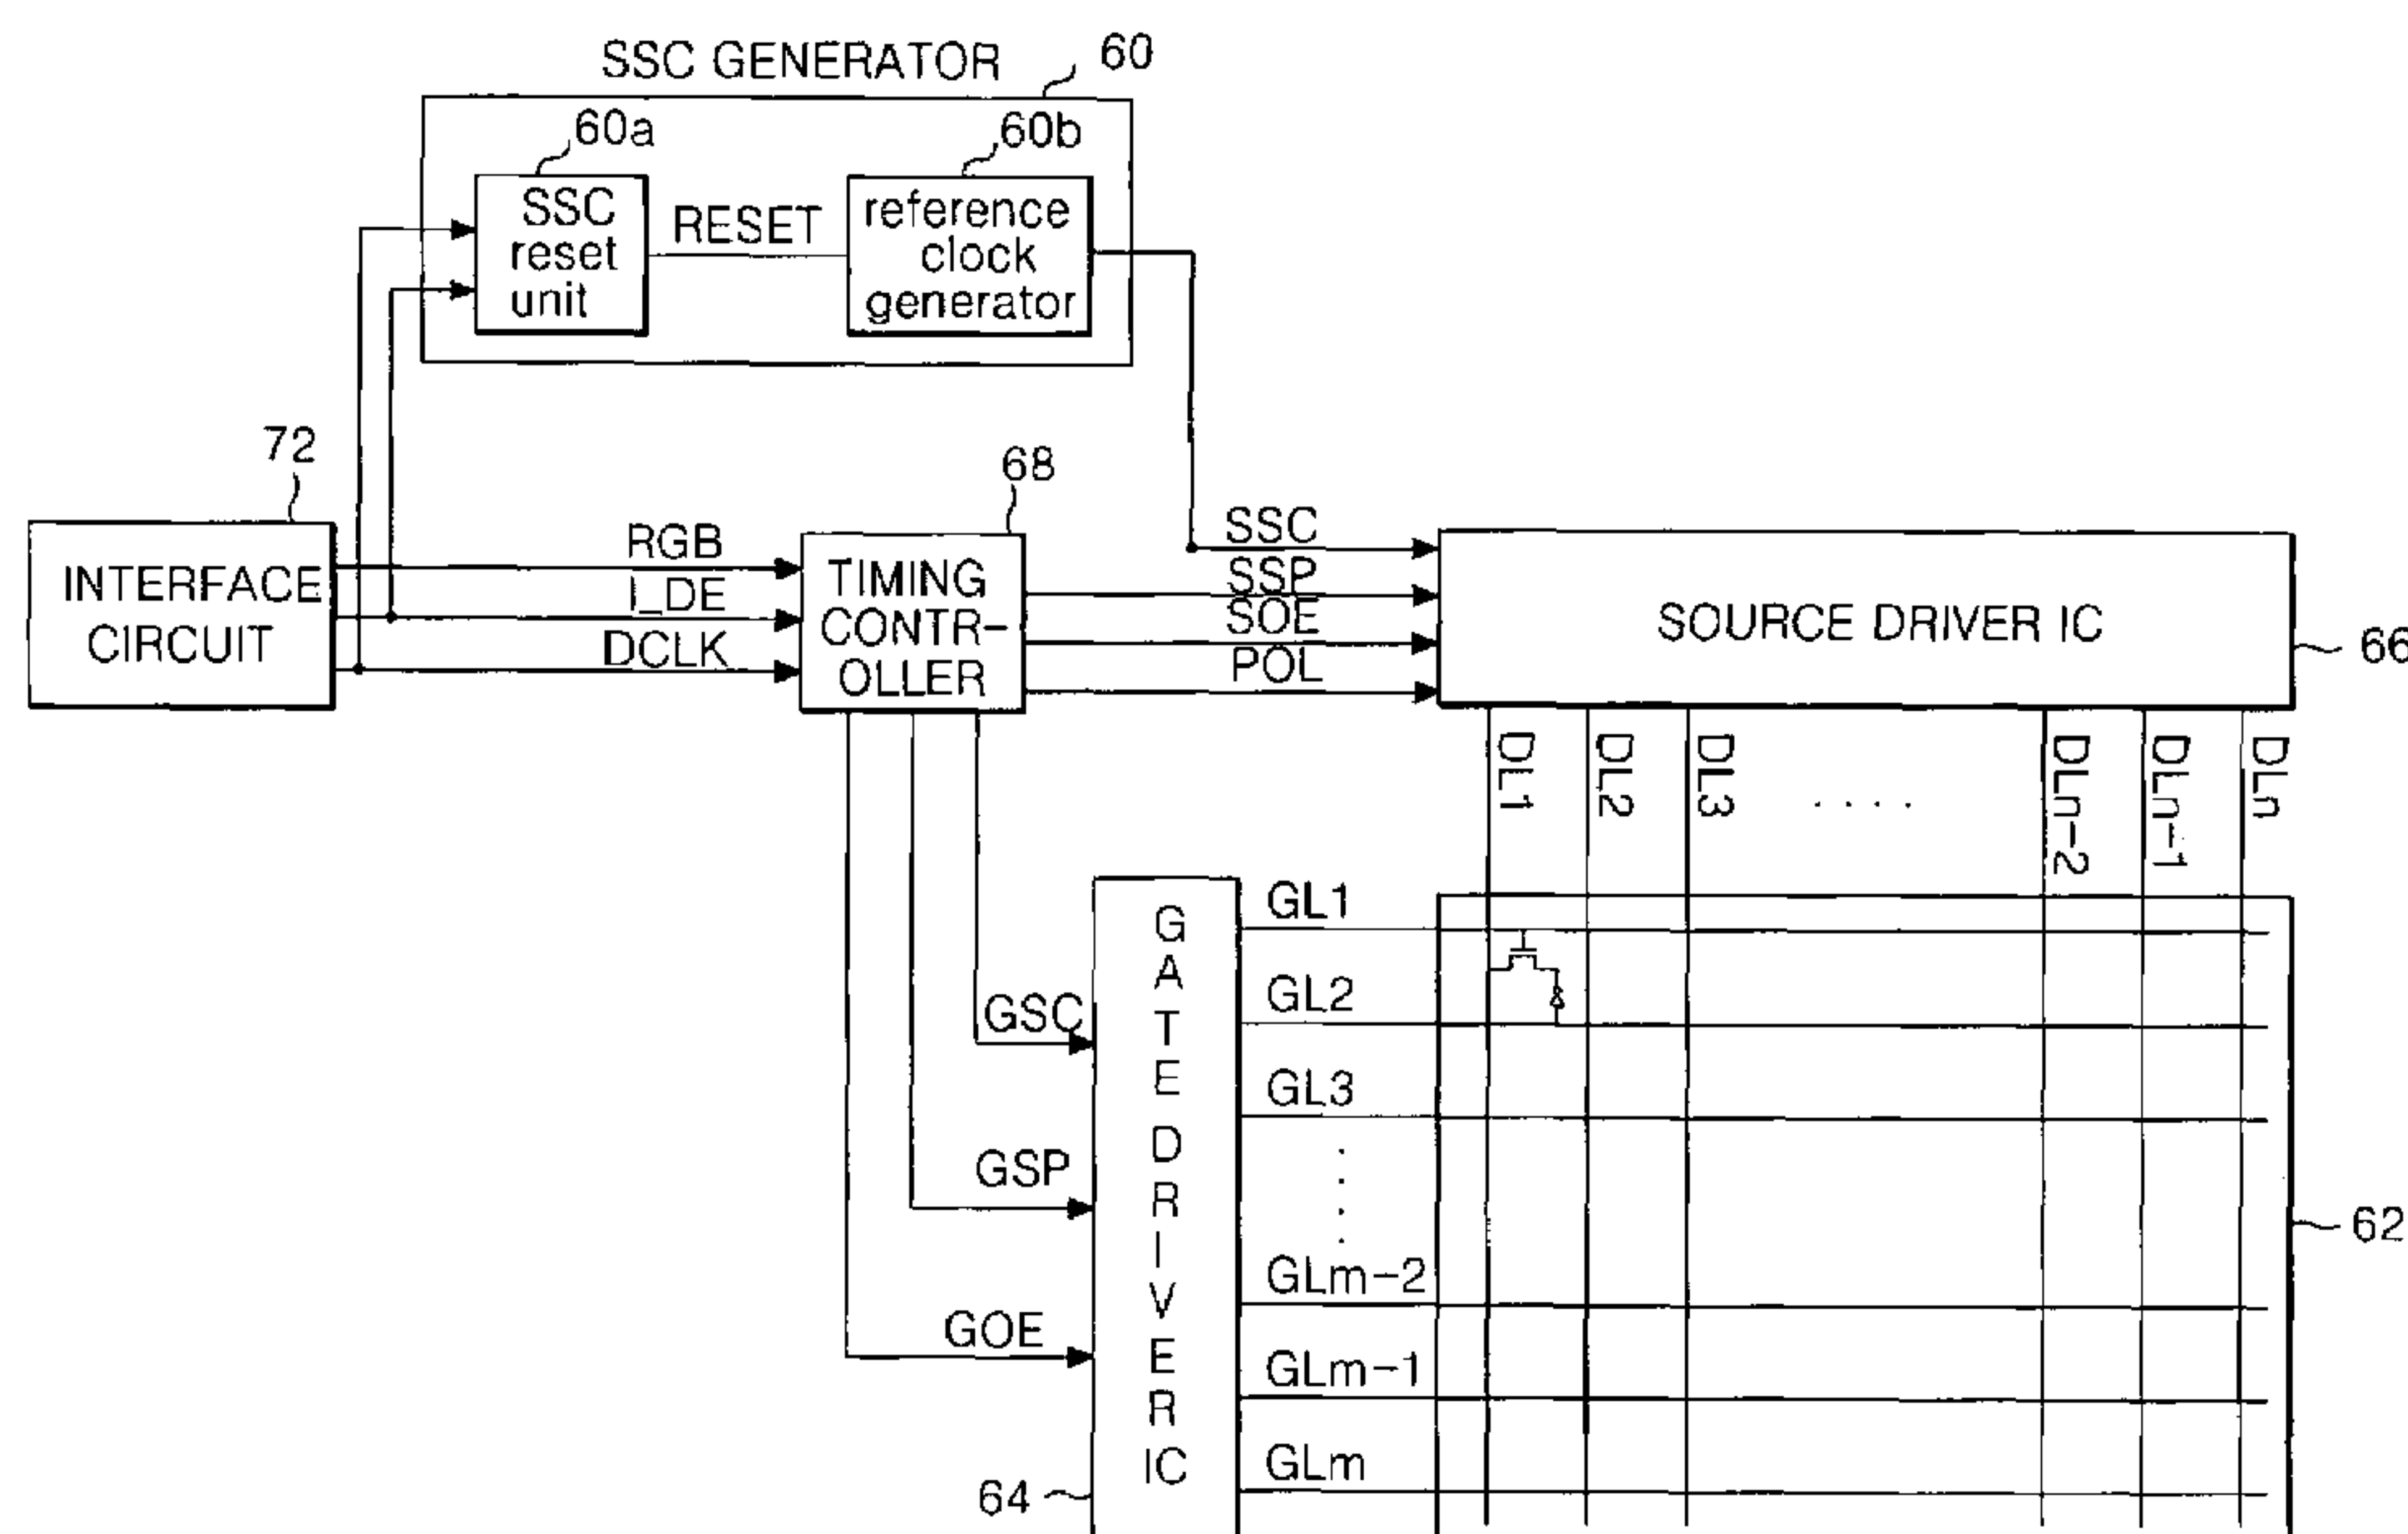 SSC GENERATOR
60
60a
60b
SSC
reset
unit
RESET
reference
clock
generator
72
68
INTERFACE
CIRCUIT
RGB
I_DE
DCLK
TIMING
CONTR-
OLLER
SSC
SSP
SOE
POL
SOURCE DRIVER IC
66
DL1
DL2
DL3
. . . .
DLn-2
DLn-1
DLn
GSC
GSP
GOE
GATE DRIVER IC
64
GL1
GL2
GL3
GLm-2
GLm-1
GLm
62